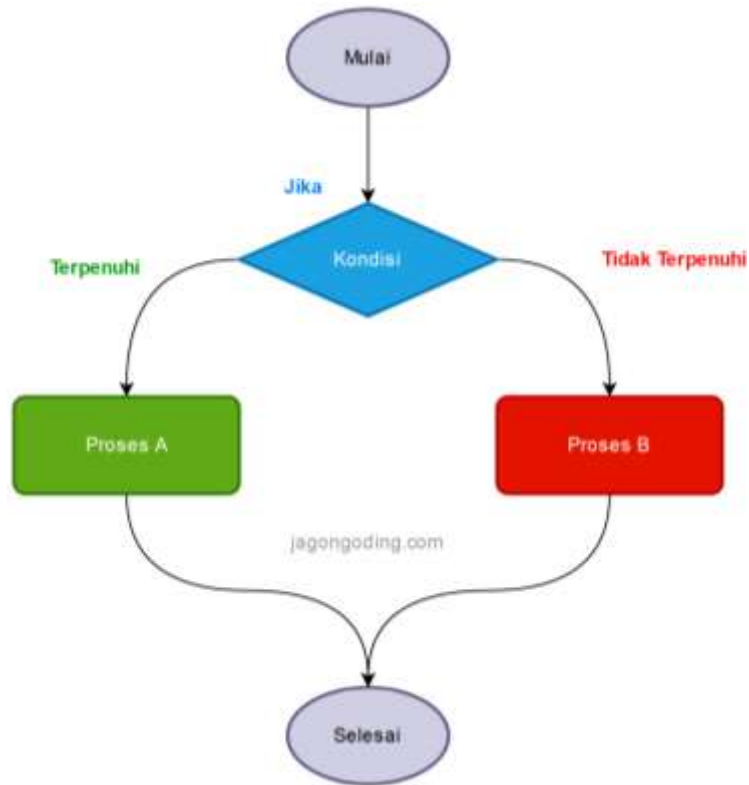 Mulai
Jika
Kondisi
Terpenuhi
Tidak Terpenuhi
Proses A
Proses B
jagongoding.com
Selesai